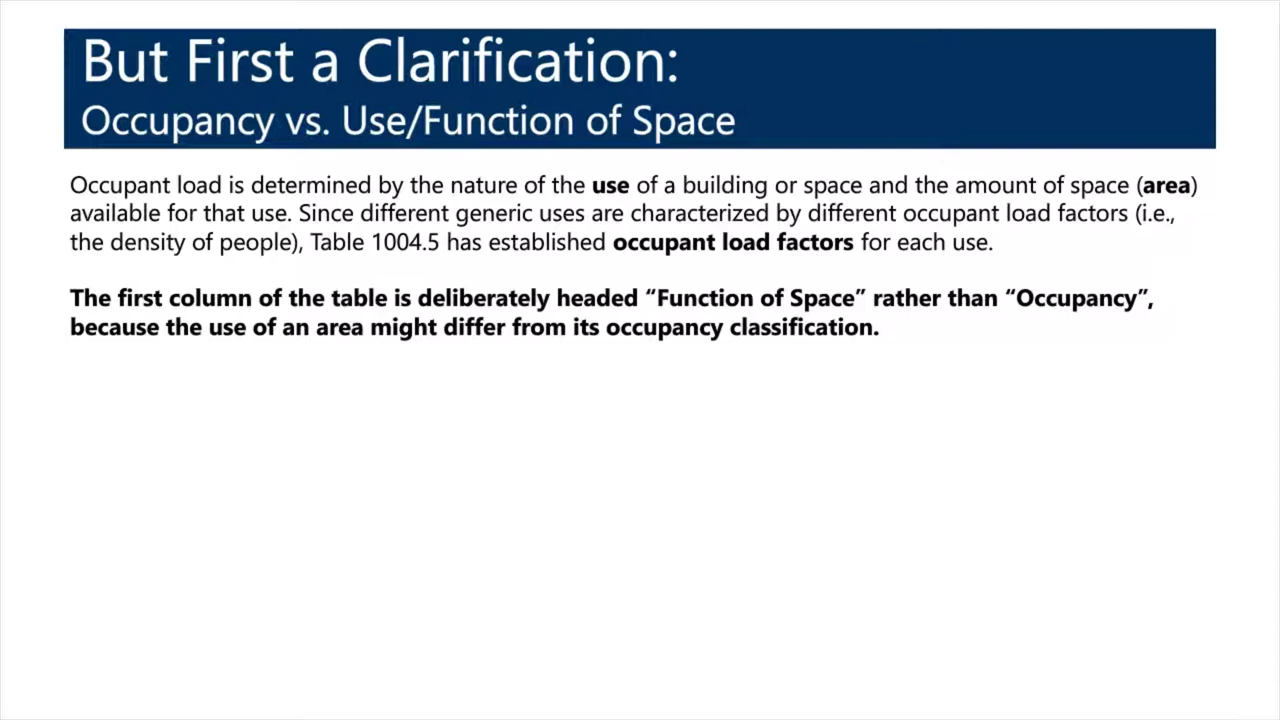 But First a Clarification:
Occupancy vs. Use/Function of Space
Occupant load is determined by the nature of the use of a building or space and the amount of space (area)
available for that use. Since different generic uses are characterized by different occupant load factors (i.e.,
the density of people), Table 1004.5 has established occupant load factors for each use.
The first column of the table is deliberately headed “Function of Space” rather than “Occupancy”,
because the use of an area might differ from its occupancy classification.